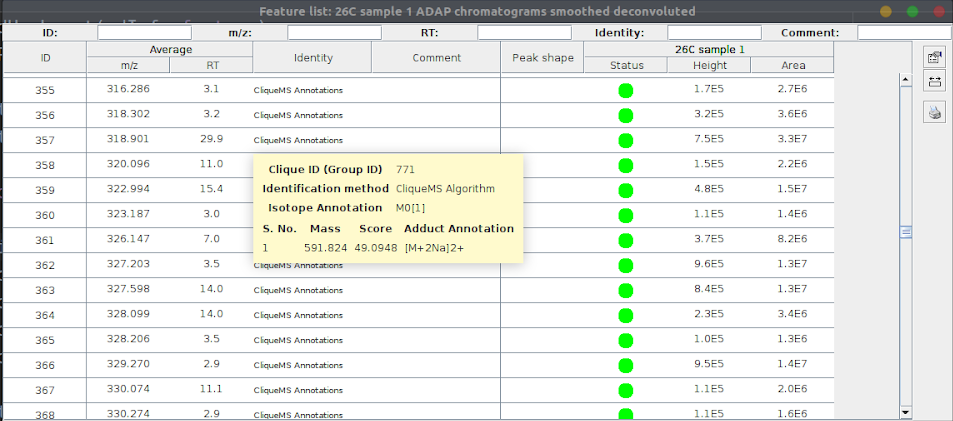 Feature list: 26C sample 1 ADAP chromatograms smoothed deconvoluted
ID: m/z: RT: Identity: Comment:
ID Average Identity Comment Peak shape 26C sample 1
m/z RT Status Height Area
355 316.286 3.1 CliqueMS Annotations 1.7E5 2.7E6
356 318.302 3.2 CliqueMS Annotations 3.2E5 3.6E6
357 318.901 29.9 CliqueMS Annotations 7.5E5 3.3E7
358 320.096 11.0 1.5E5 2.2E6
Clique ID (Group ID) 771
359 322.994 15.4 4.8E5 1.5E7
Identification method CliqueMS Algorithm
360 323.187 3.0 1.1E5 1.4E6
Isotope Annotation M0[1]
S. No. Mass Score Adduct Annotation
361 326.147 7.0 3.7E5 8.2E6
1 591.824 49.0948 [M+2Na]2+
362 327.203 3.5 CliqueMS Annotations 9.6E5 1.3E7
363 327.598 14.0 CliqueMS Annotations 8.4E5 1.3E7
364 328.099 14.0 CliqueMS Annotations 2.3E5 3.4E6
365 328.206 3.5 CliqueMS Annotations 1.0E5 1.3E6
366 329.270 2.9 CliqueMS Annotations 9.5E5 1.4E7
367 330.074 11.1 CliqueMS Annotations 1.1E5 2.0E6
368 330.274 2.9 CliqueMS Annotations 1.1E5 1.6E6